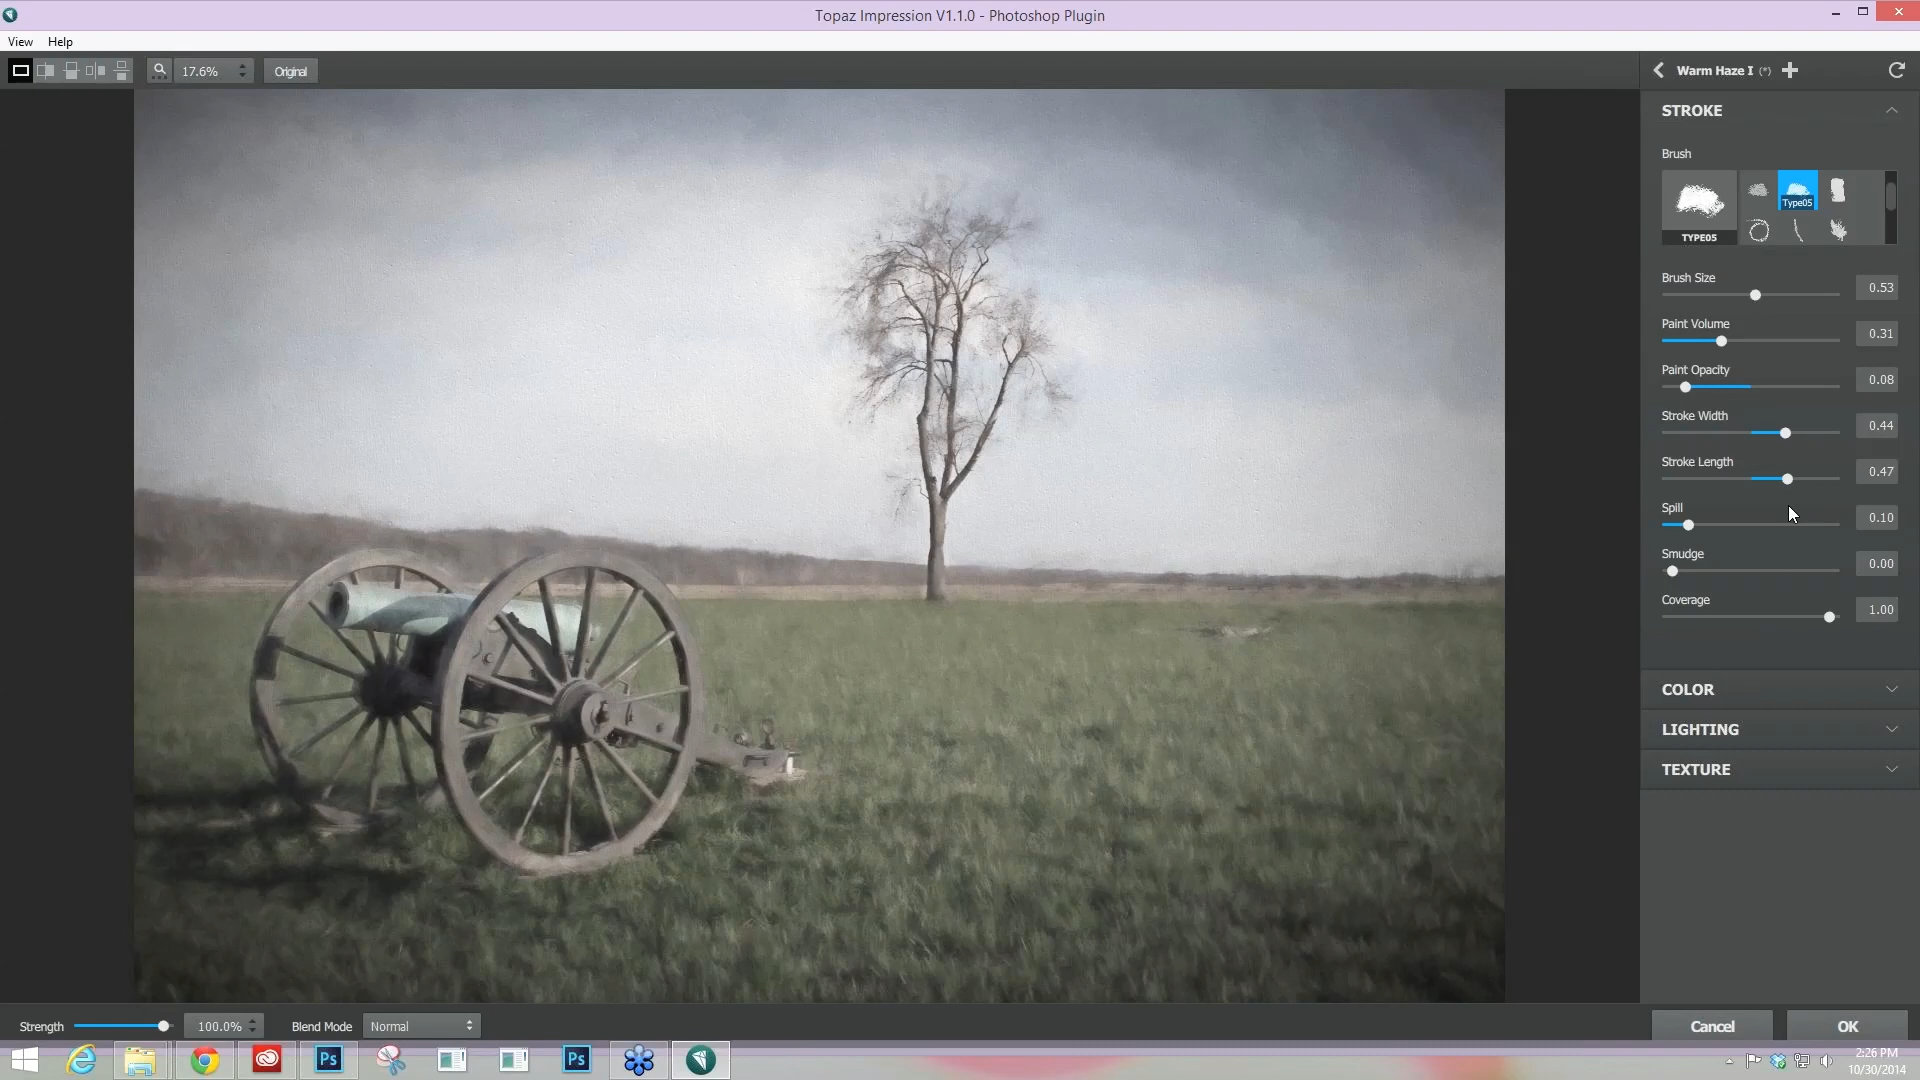 Topaz Impression V1.1.0 - Photoshop Plugin
View Help
17.6% Original
Warm Haze I (*)
STROKE
Brush
Type05
TYPE05
Brush Size
0.53
Paint Volume
0.31
Paint Opacity
0.08
Stroke Width
0.44
Stroke Length
0.47
Spill
0.10
Smudge
0.00
Coverage
1.00
COLOR
LIGHTING
TEXTURE
Strength 100.0% Blend Mode Normal
Cancel OK
Ps Ps
2:26 PM
10/30/2014